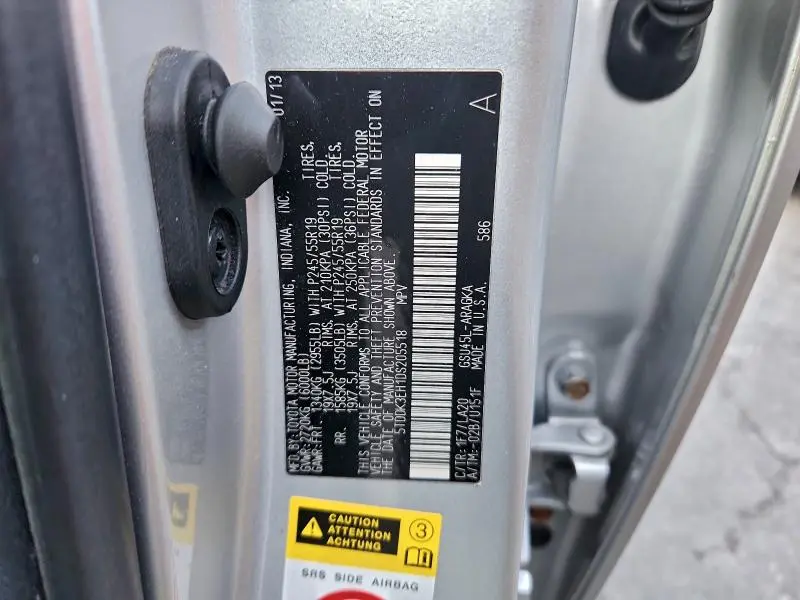 MFD.BY:TOYOTA MOTOR MANUFACTURING, INDIANA, INC. 01/13
GVWR:2720KG (6000LB)
GAWR:FRT. 1340KG (2955LB) WITH P245/55R19 TIRES,
19X7.5J RIMS, AT 210KPA (30PSI) COLD,
RR. 1585KG (3505LB) WITH P245/55R19 TIRES,
19X7.5J RIMS, AT 250KPA (36PSI) COLD.
THIS VEHICLE CONFORMS TO ALL APPLICABLE FEDERAL MOTOR
VEHICLE SAFETY AND THEFT PREVENTION STANDARDS IN EFFECT ON
THE DATE OF MANUFACTURE SHOWN ABOVE.
5TDDK3EH1DS205518 MPV
A
C/TR:1F7/LA20 GSU45L-ARAGKA 586
A/TM:-02B/U151F MADE IN U.S.A.
CAUTION
ATTENTION
ACHTUNG
3
SRS SIDE AIRBAG